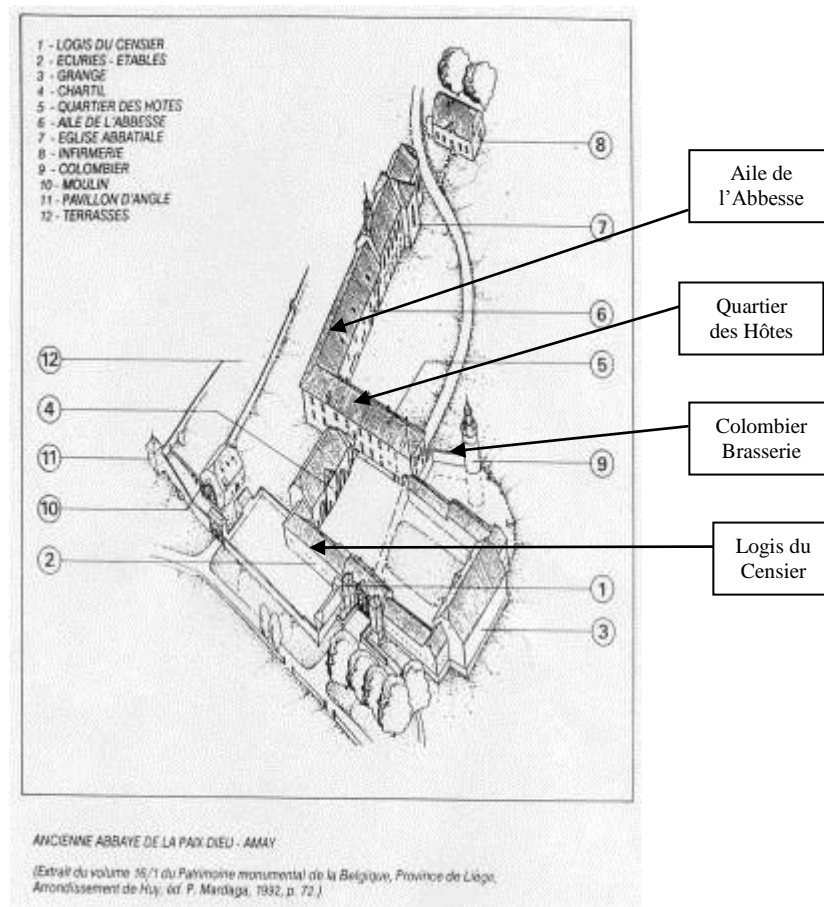 1 - LOGIS DU CENSIER
2 - ECURIES - ETABLES
3 - GRANGE
4 - CHARTIL
5 - QUARTIER DES HOTES
6 - AILE DE L'ABBESSE
7 - EGLISE ABBATIALE
8 - INFIRMERIE
9 - COLOMBIER
10 - MOULIN
11 - PAVILLON D'ANGLE
12 - TERRASSES
8
Aile de
l'Abbesse
7
Quartier
des Hôtes
6
12
5
4
Colombier
Brasserie
11
9
10
Logis du
Censier
2
1
3
ANCIENNE ABBAYE DE LA PAIX-DIEU - AMAY
(Extrait du volume 16/1 du Patrimoine monumental de la Belgique, Province de Liège,
Arrondissement de Huy, éd. P. Mardaga, 1992, p. 72.)